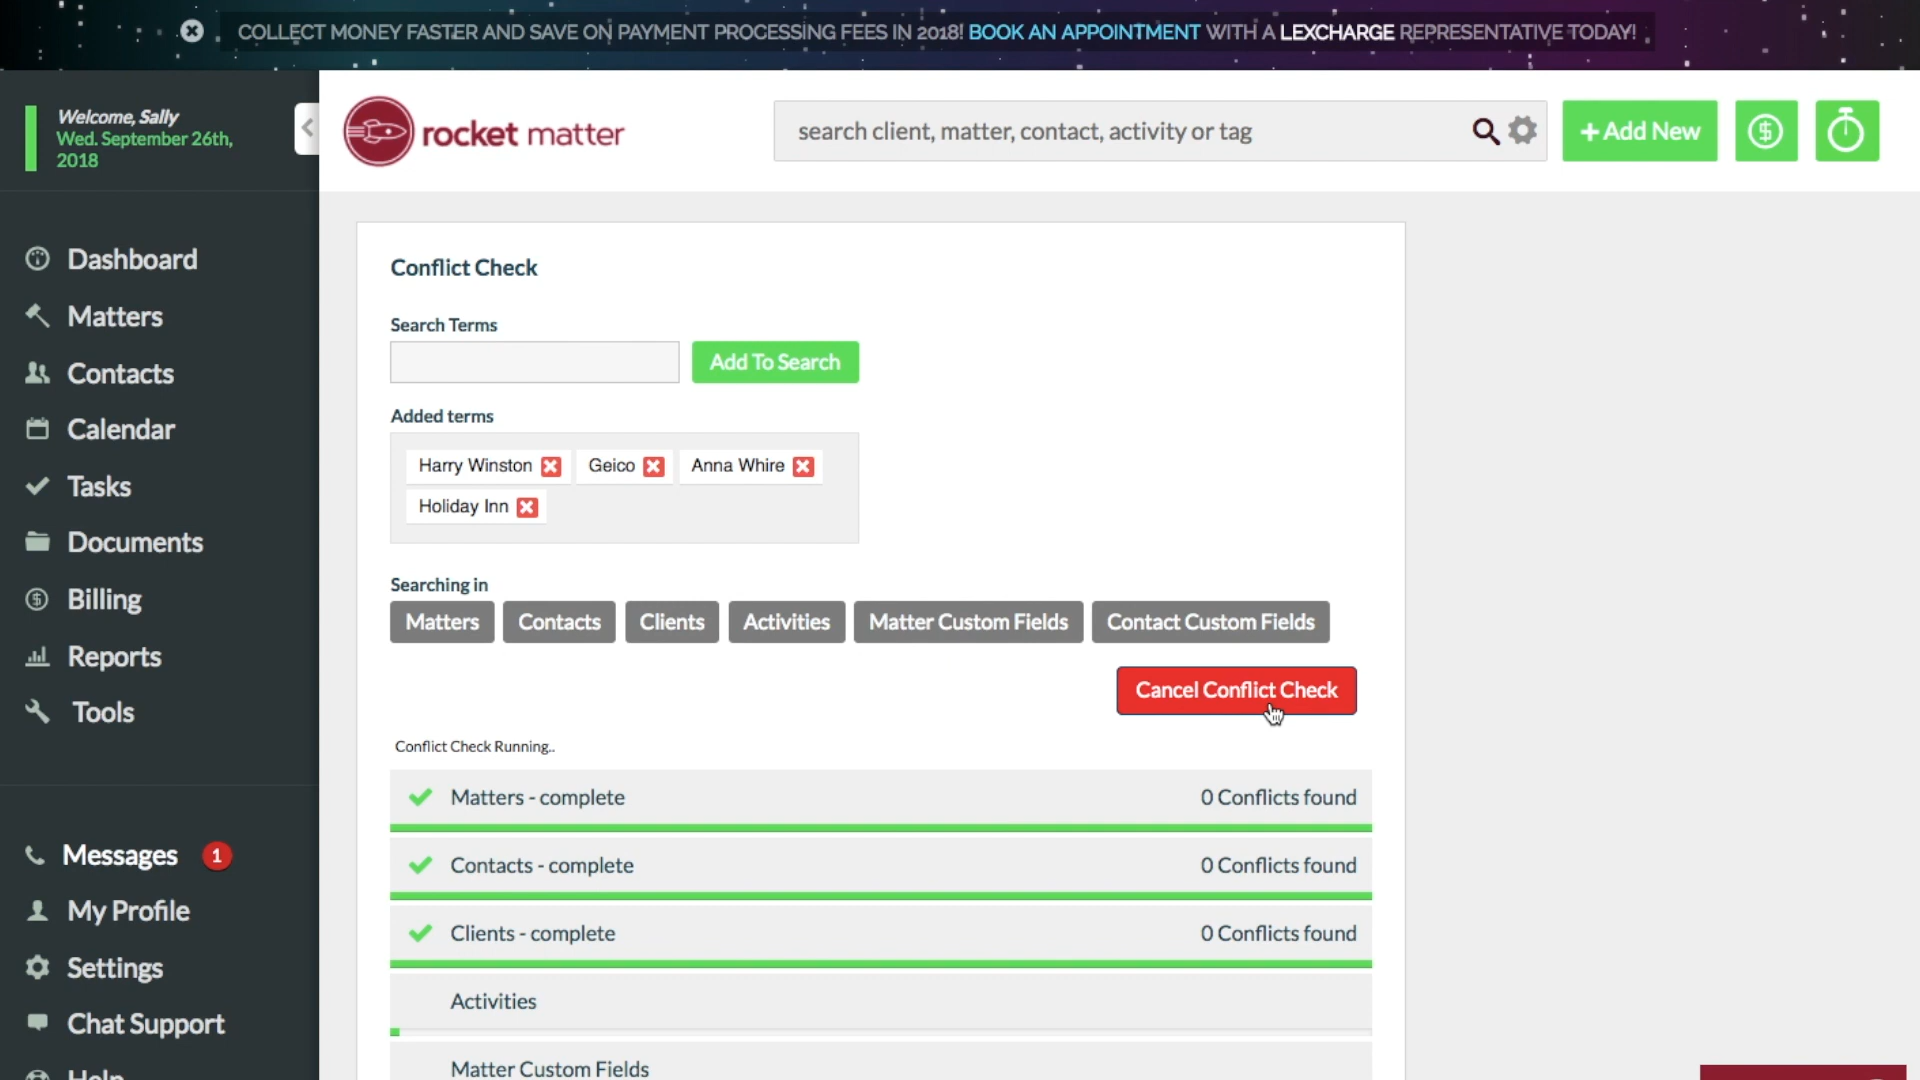 COLLECT MONEY FASTER AND SAVE ON PAYMENT PROCESSING FEES IN 2018! BOOK AN APPOINTMENT WITH A LEXCHARGE REPRESENTATIVE TODAY!
Welcome, Sally
Wed. September 26th,
2018
rocket matter
search client, matter, contact, activity or tag
+ Add New
Dashboard
Matters
Contacts
Calendar
Tasks
Documents
Billing
Reports
Tools
Messages 1
My Profile
Settings
Chat Support
Help
Conflict Check
Search Terms
Add To Search
Added terms
Harry Winston Geico Anna Whire
Holiday Inn
Searching in
Matters Contacts Clients Activities Matter Custom Fields Contact Custom Fields
Cancel Conflict Check
Conflict Check Running..
Matters - complete 0 Conflicts found
Contacts - complete 0 Conflicts found
Clients - complete 0 Conflicts found
Activities
Matter Custom Fields